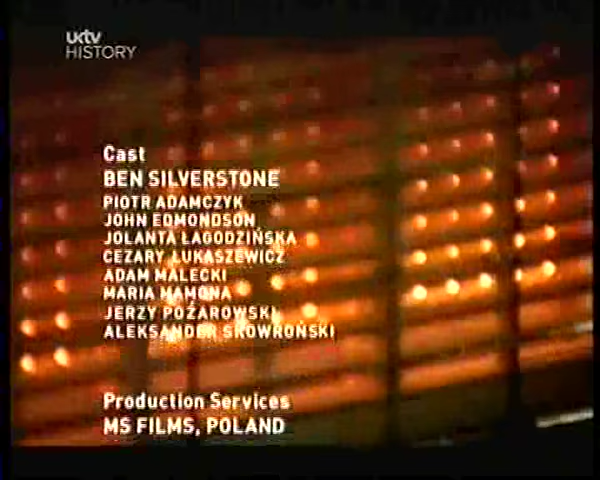 uktv
HISTORY
Cast
BEN SILVERSTONE
PIOTR ADAMCZYK
JOHN EDMONDSON
JOLANTA ŁAGODZIŃSKA
CEZARY ŁUKASZEWICZ
ADAM MALECKI
MARIA MAMONA
JERZY POŻAROWSKI
ALEKSANDER SKOWROŃSKI
Production Services
MS FILMS, POLAND